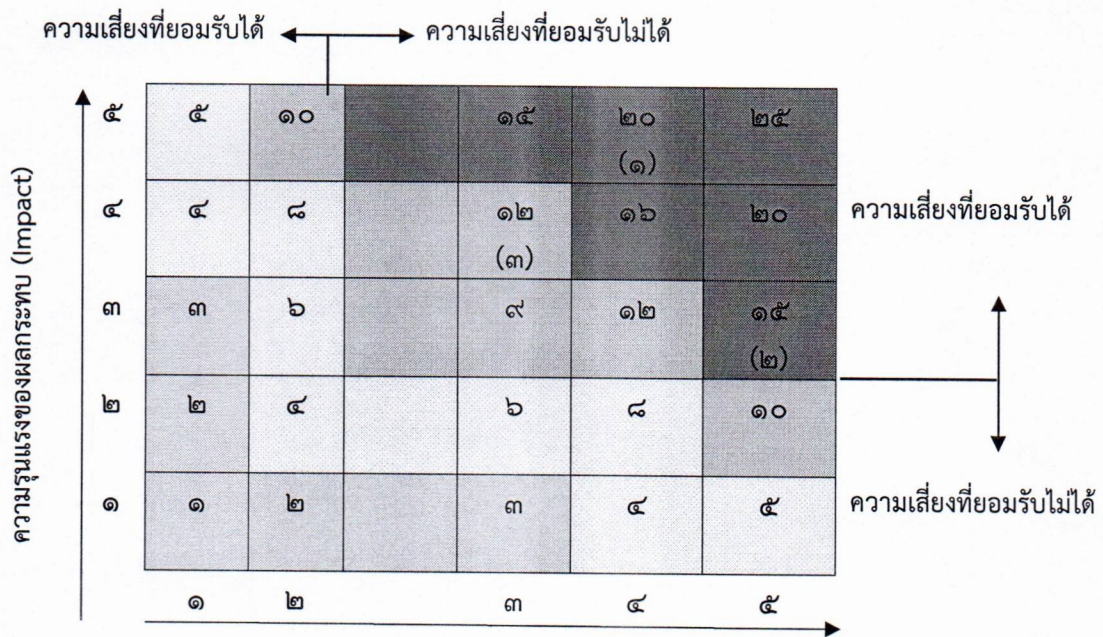 ความเสี่ยงที่ยอมรับได้ ความเสี่ยงที่ยอมรับไม่ได้
ความรุนแรงของผลกระทบ (Impact)
๕ ๕ ๑๐ ๑๕ ๒๐ ๒๕
(๑)
๔ ๔ ๘ ๑๒ ๑๖ ๒๐ ความเสี่ยงที่ยอมรับได้
(๓)
๓ ๓ ๖ ๙ ๑๒ ๑๕
(๒)
๒ ๒ ๔ ๖ ๘ ๑๐
๑ ๑ ๒ ๓ ๔ ๕ ความเสี่ยงที่ยอมรับไม่ได้
๑ ๒ ๓ ๔ ๕